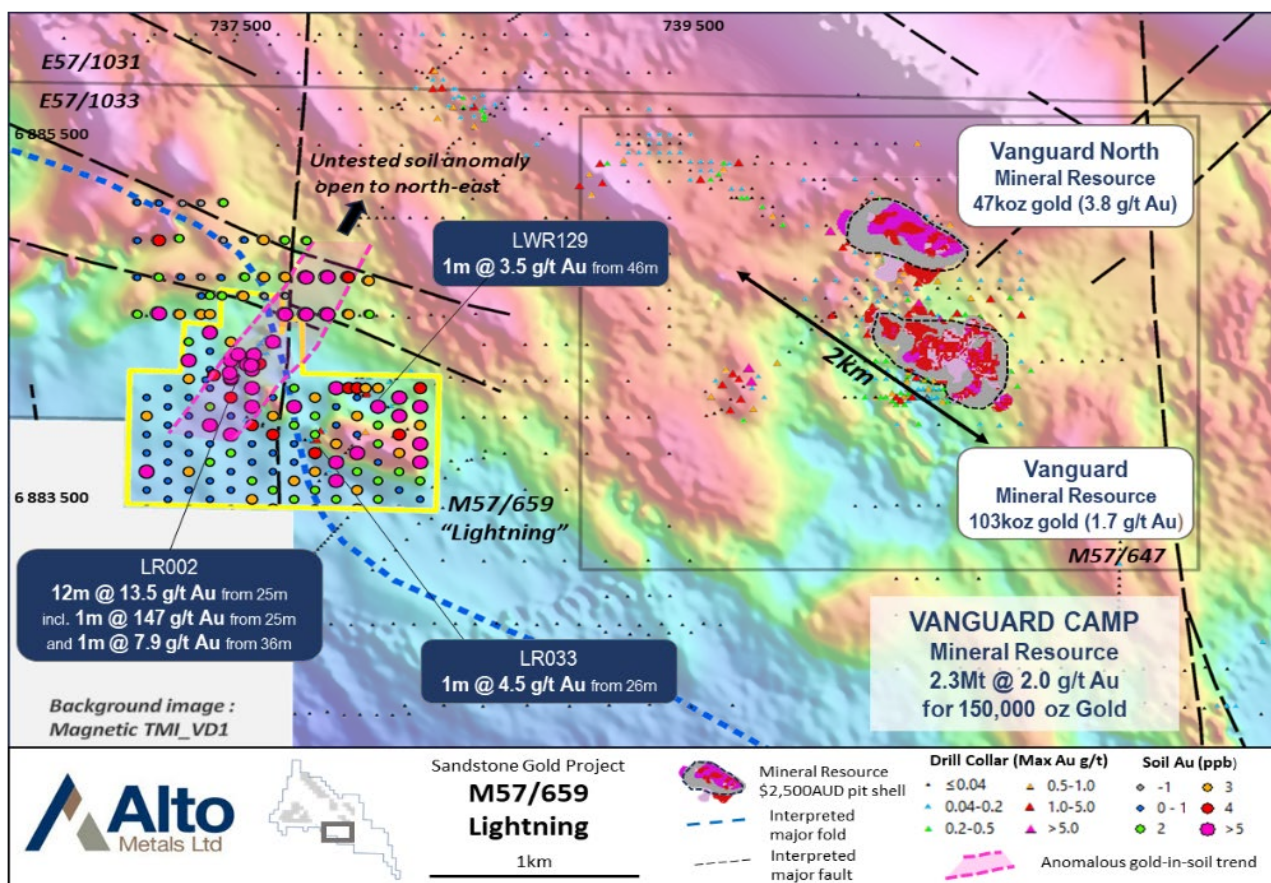 737 500
739 500
E57/1031
E57/1033
6 885 500
Untested soil anomaly
open to north-east
Vanguard North
Mineral Resource
47koz gold (3.8 g/t Au)
LWR129
1m @ 3.5 g/t Au from 46m
2km
6 883 500
M57/659
"Lightning"
Vanguard
Mineral Resource
103koz gold (1.7 g/t Au)
M57/647
LR002
12m @ 13.5 g/t Au from 25m
incl. 1m @ 147 g/t Au from 25m
and 1m @ 7.9 g/t Au from 36m
LR033
1m @ 4.5 g/t Au from 26m
VANGUARD CAMP
Mineral Resource
2.3Mt @ 2.0 g/t Au
for 150,000 oz Gold
Background image :
Magnetic TMI_VD1
Alto
Metals Ltd
Sandstone Gold Project
M57/659
Lightning
1km
Mineral Resource
$2,500AUD pit shell
Interpreted
major fold
Interpreted
major fault
Drill Collar (Max Au g/t)
≤0.04
0.04-0.2
0.2-0.5
0.5-1.0
1.0-5.0
>5.0
Soil Au (ppb)
-1
0 - 1
2
3
4
>5
Anomalous gold-in-soil trend